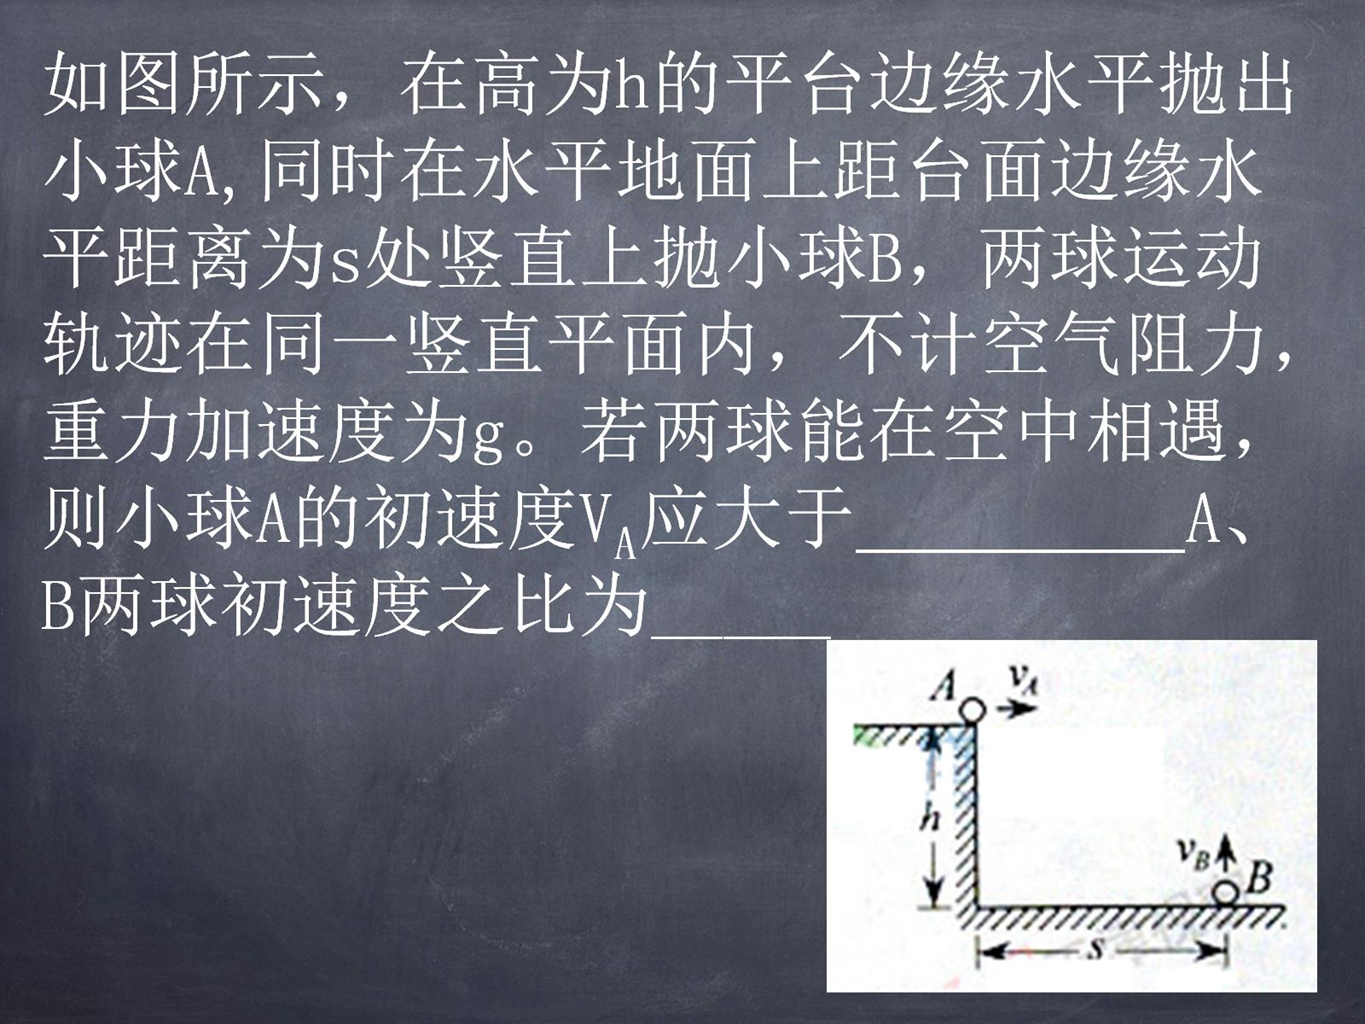 如图所示，在高为h的平台边缘水平抛出
小球A,同时在水平地面上距台面边缘水
平距离为s处竖直上抛小球B，两球运动
轨迹在同一竖直平面内，不计空气阻力，
重力加速度为g。若两球能在空中相遇，
则小球A的初速度VA应大于_________A、
B两球初速度之比为_____
A vA
h
vB B
s